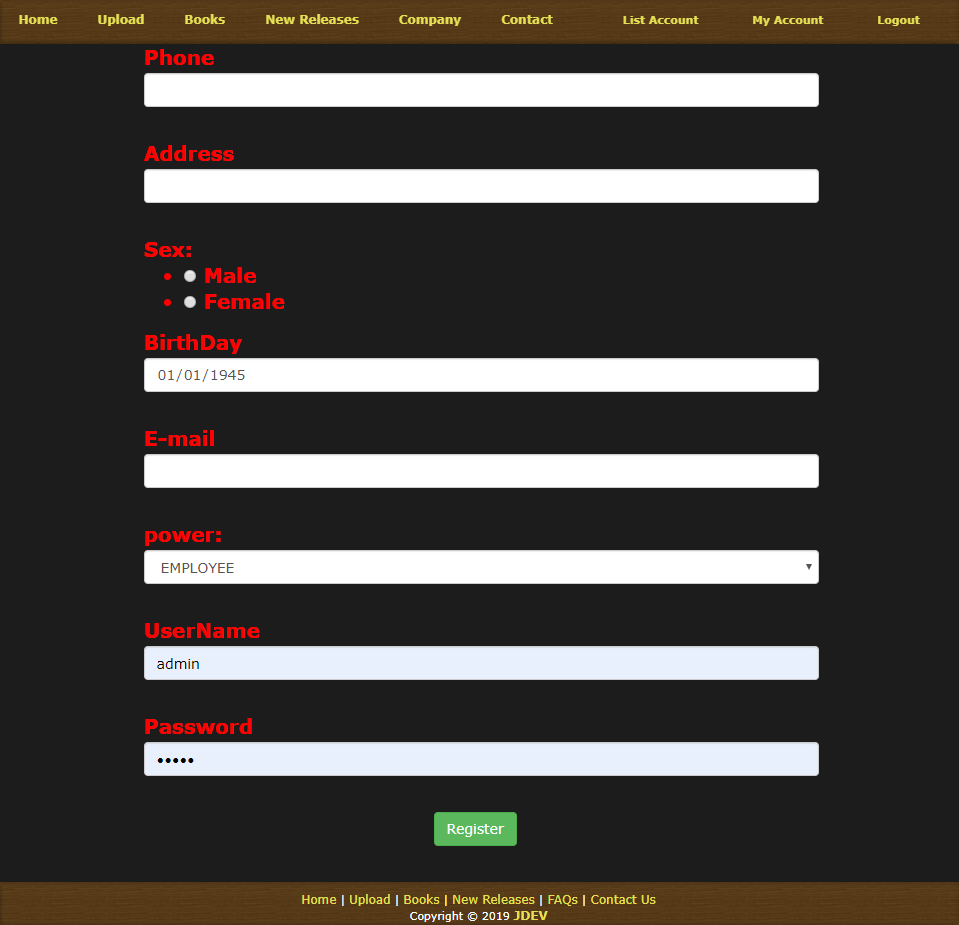 Home Upload Books New Releases Company Contact List Account My Account Logout
Phone
Address
Sex:
• Male
• Female
BirthDay
01/01/1945
E-mail
power:
EMPLOYEE
UserName
admin
Password
•••••
Register
Home | Upload | Books | New Releases | FAQs | Contact Us
Copyright © 2019 JDEV